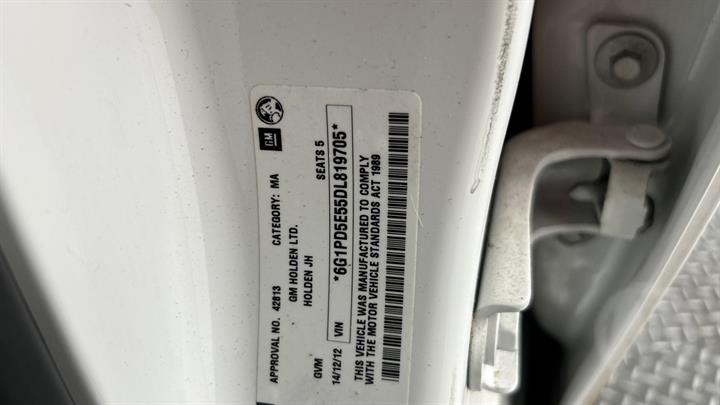 GM
APPROVAL NO. 42813 CATEGORY: MA
GM HOLDEN LTD.
HOLDEN JH
GVM SEATS 5
14/12/12 VIN *6G1PD5E55DL819705*
THIS VEHICLE WAS MANUFACTURED TO COMPLY
WITH THE MOTOR VEHICLE STANDARDS ACT 1989